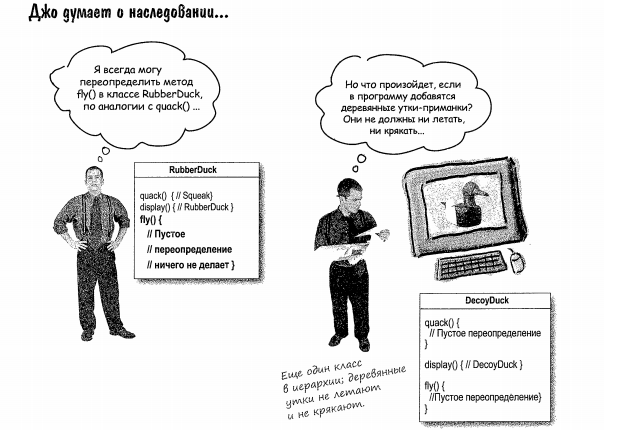 Джо думает о наследовании...
Я всегда могу
переопределить метод
fly() в классе RubberDuck,
по аналогии с quack() ...
Но что произойдет, если
в программу добавятся
деревянные утки-приманки?
Они не должны ни летать,
ни крякать...
RubberDuck
quack() { // Squeak}
display() { // RubberDuck }
fly() {
// Пустое
// переопределение
// ничего не делает }
DecoyDuck
quack() {
// Пустое переопределение
}
display() { // DecoyDuck }
fly() {
//Пустое переопределение}
}
Еще один класс
в иерархии; деревянные
утки не летают
и не крякают.